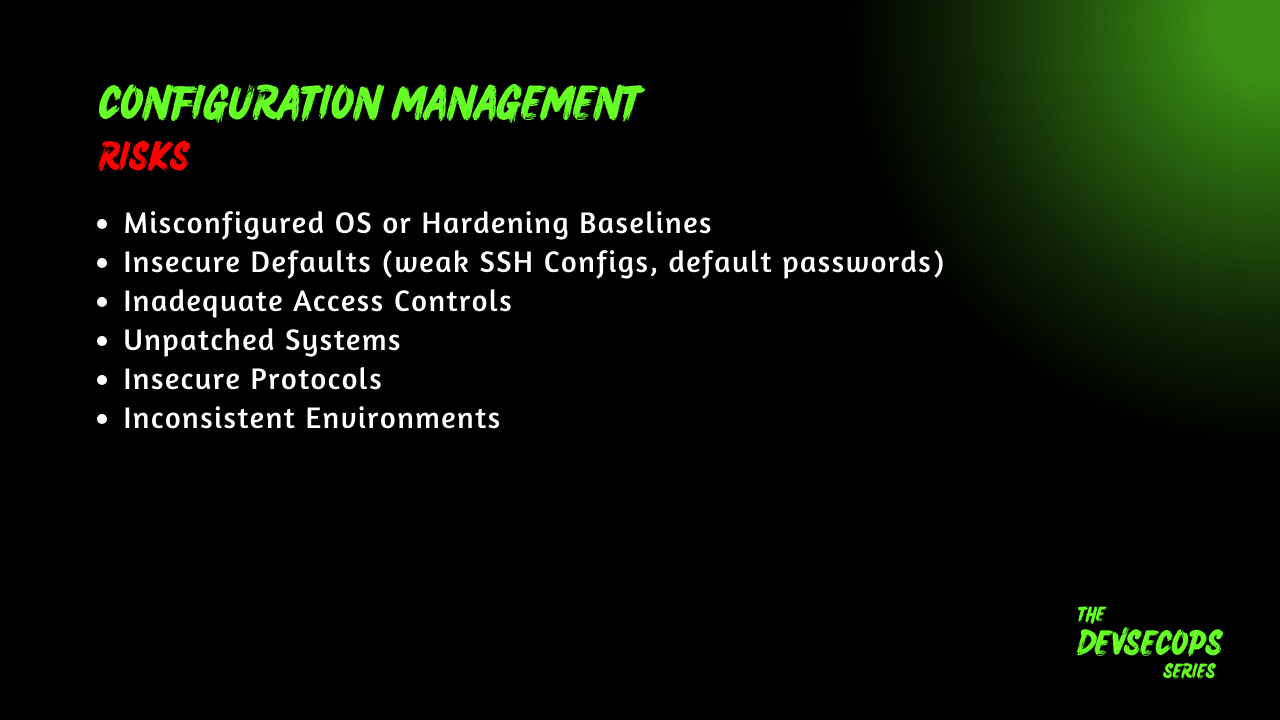 CONFIGURATION MANAGEMENT
RISKS
• Misconfigured OS or Hardening Baselines
• Insecure Defaults (weak SSH Configs, default passwords)
• Inadequate Access Controls
• Unpatched Systems
• Insecure Protocols
• Inconsistent Environments
THE
DEVSECOPS
SERIES